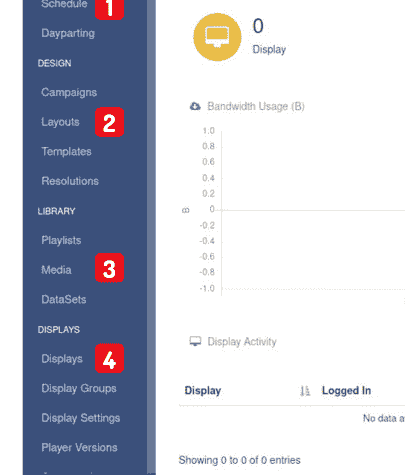 Schedule 1
Dayparting
DESIGN
Campaigns
Layouts 2
Templates
Resolutions
LIBRARY
Playlists
Media 3
DataSets
DISPLAYS
Displays 4
Display Groups
Display Settings
Player Versions
0
Display
Bandwidth Usage (B)
1.0
0.8
0.6
0.4
0.2
0
-0.2
-0.4
-0.6
-0.8
-1.0
B
Display Activity
Display Logged In
No data a
Showing 0 to 0 of 0 entries